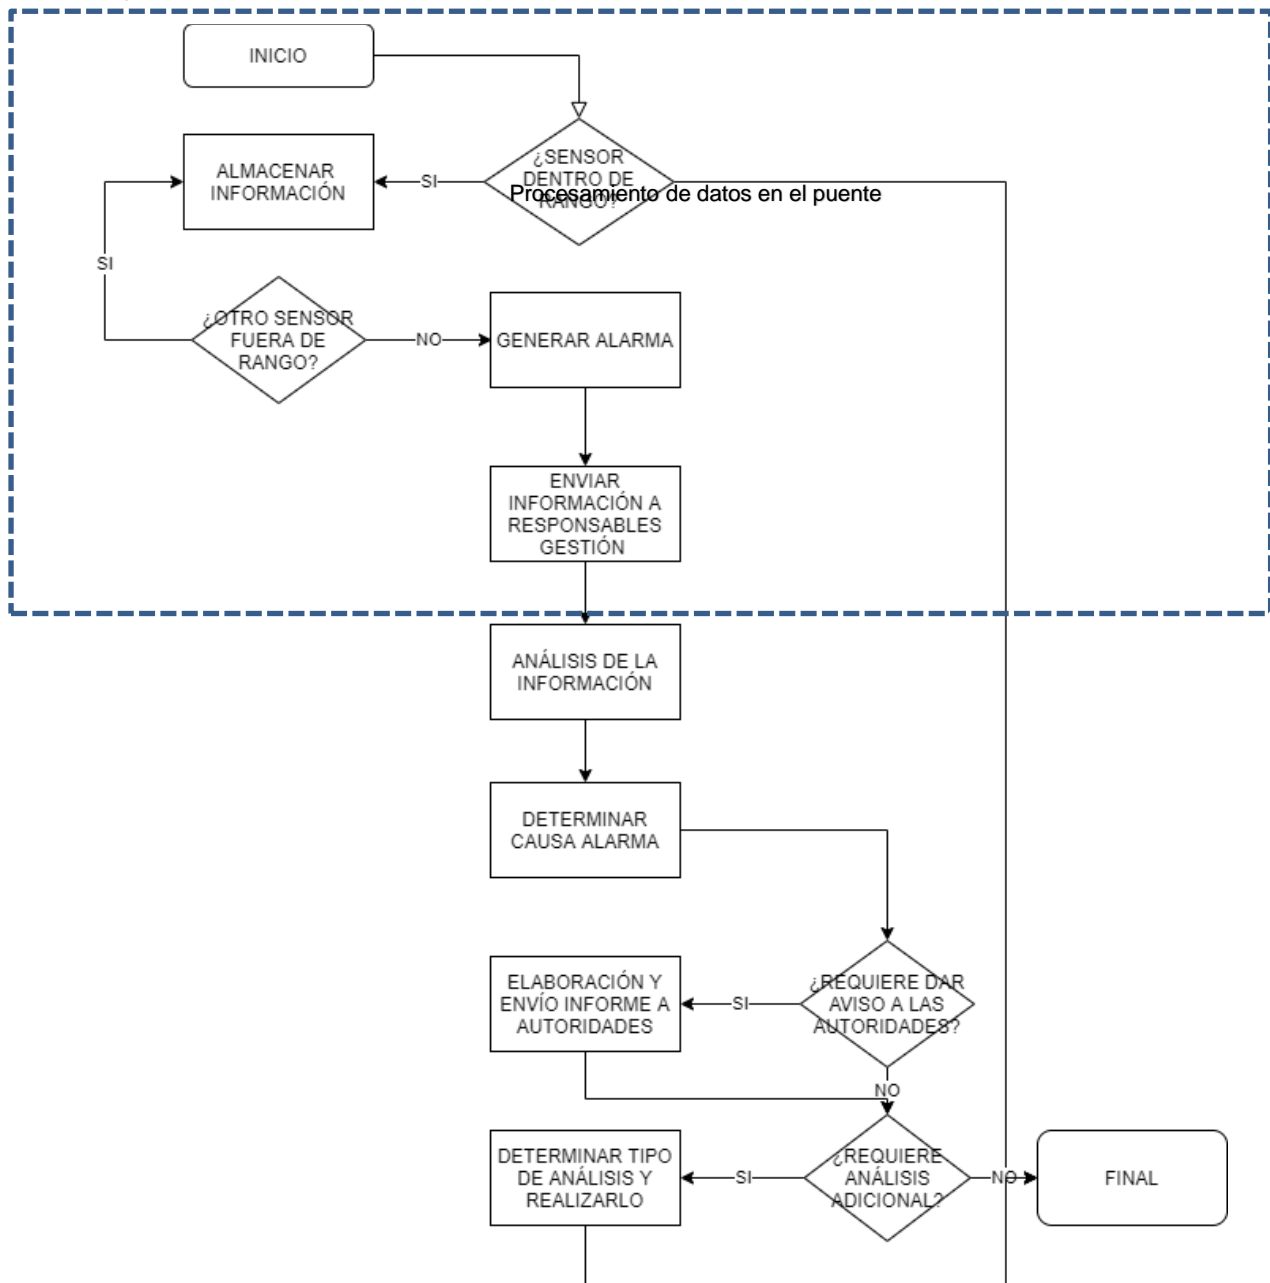 INICIO
¿SENSOR
DENTRO DE
RANGO?
Procesamiento de datos en el puente
SI
ALMACENAR
INFORMACIÓN
SI
¿OTRO SENSOR
FUERA DE
RANGO?
NO
GENERAR ALARMA
ENVIAR
INFORMACIÓN A
RESPONSABLES
GESTIÓN
ANÁLISIS DE LA
INFORMACIÓN
DETERMINAR
CAUSA ALARMA
¿REQUIERE DAR
AVISO A LAS
AUTORIDADES?
SI
ELABORACIÓN Y
ENVÍO INFORME A
AUTORIDADES
NO
¿REQUIERE
ANÁLISIS
ADICIONAL?
SI
DETERMINAR TIPO
DE ANÁLISIS Y
REALIZARLO
NO
FINAL